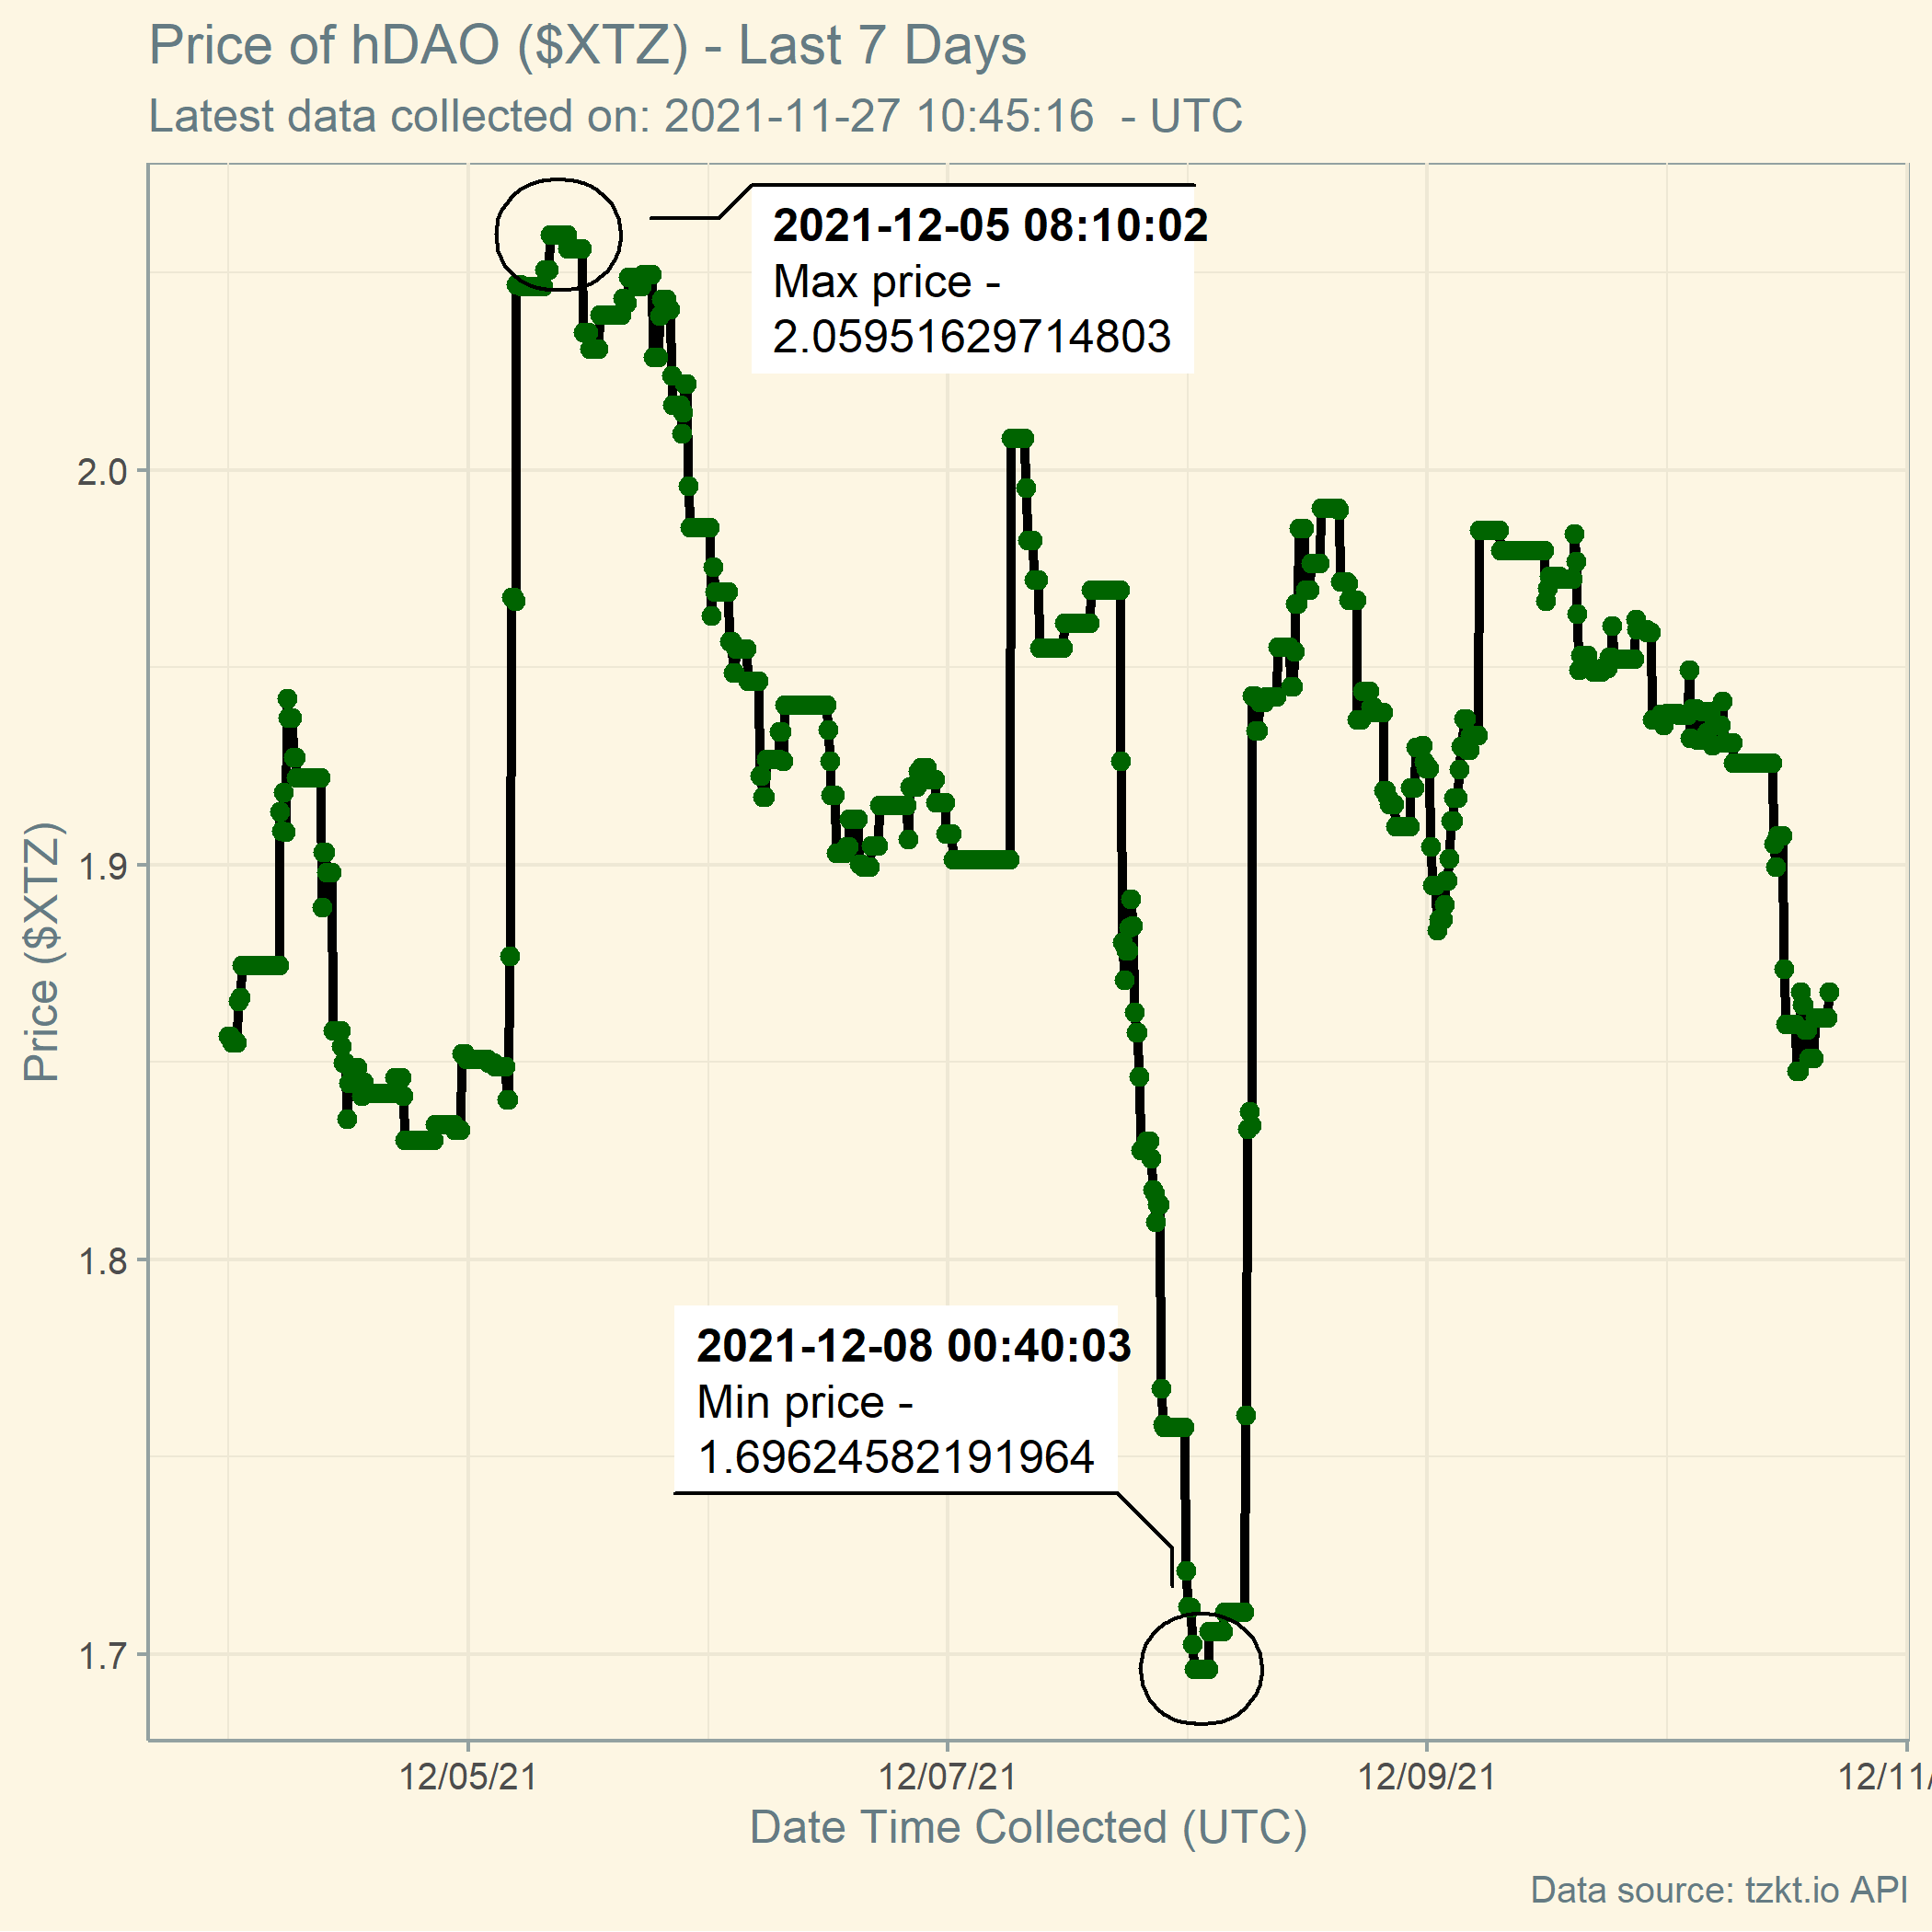 Price of hDAO ($XTZ) - Last 7 Days
Latest data collected on: 2021-11-27 10:45:16  - UTC
2021-12-05 08:10:02
Max price -
2.05951629714803
2.0
1.9
1.8
1.7
Price ($XTZ)
2021-12-08 00:40:03
Min price -
1.69624582191964
12/05/21 12/07/21 12/09/21 12/11/
Date Time Collected (UTC)
Data source: tzkt.io API